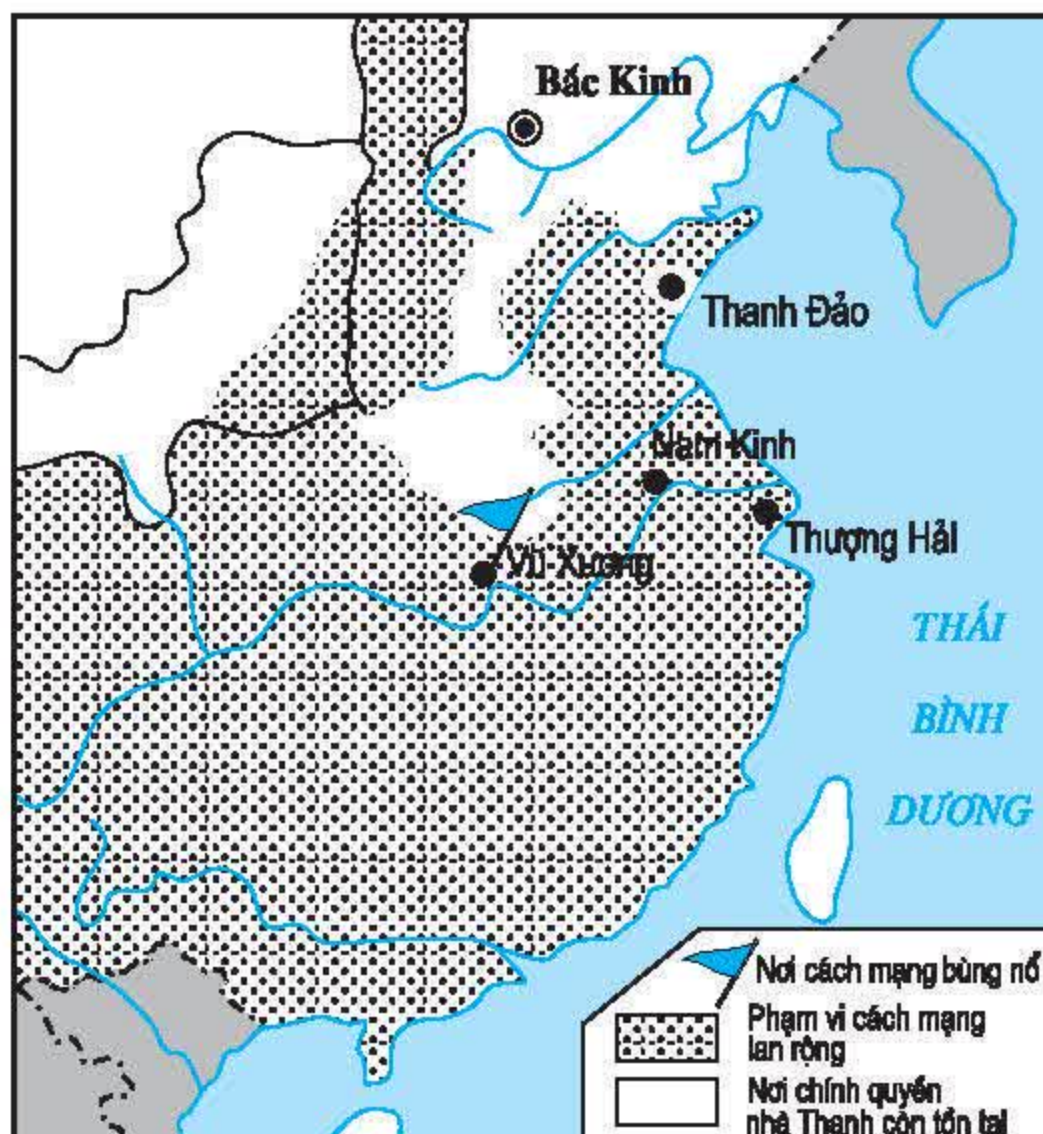 Bắc Kinh
Thanh Đảo
Nam Kinh
Thượng Hải
Vũ Xương
THÁI
BÌNH
DƯƠNG
Nơi cách mạng bùng nổ
Phạm vi cách mạng
lan rộng
Nơi chính quyền
nhà Thanh còn tồn tại